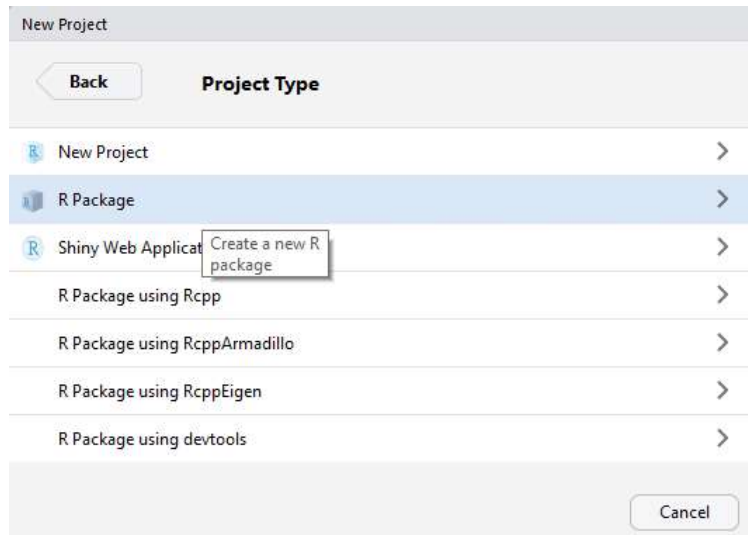 New Project
Back
Project Type
R New Project
R Package
R Shiny Web Applicat
Create a new R
package
R Package using Rcpp
R Package using RcppArmadillo
R Package using RcppEigen
R Package using devtools
Cancel